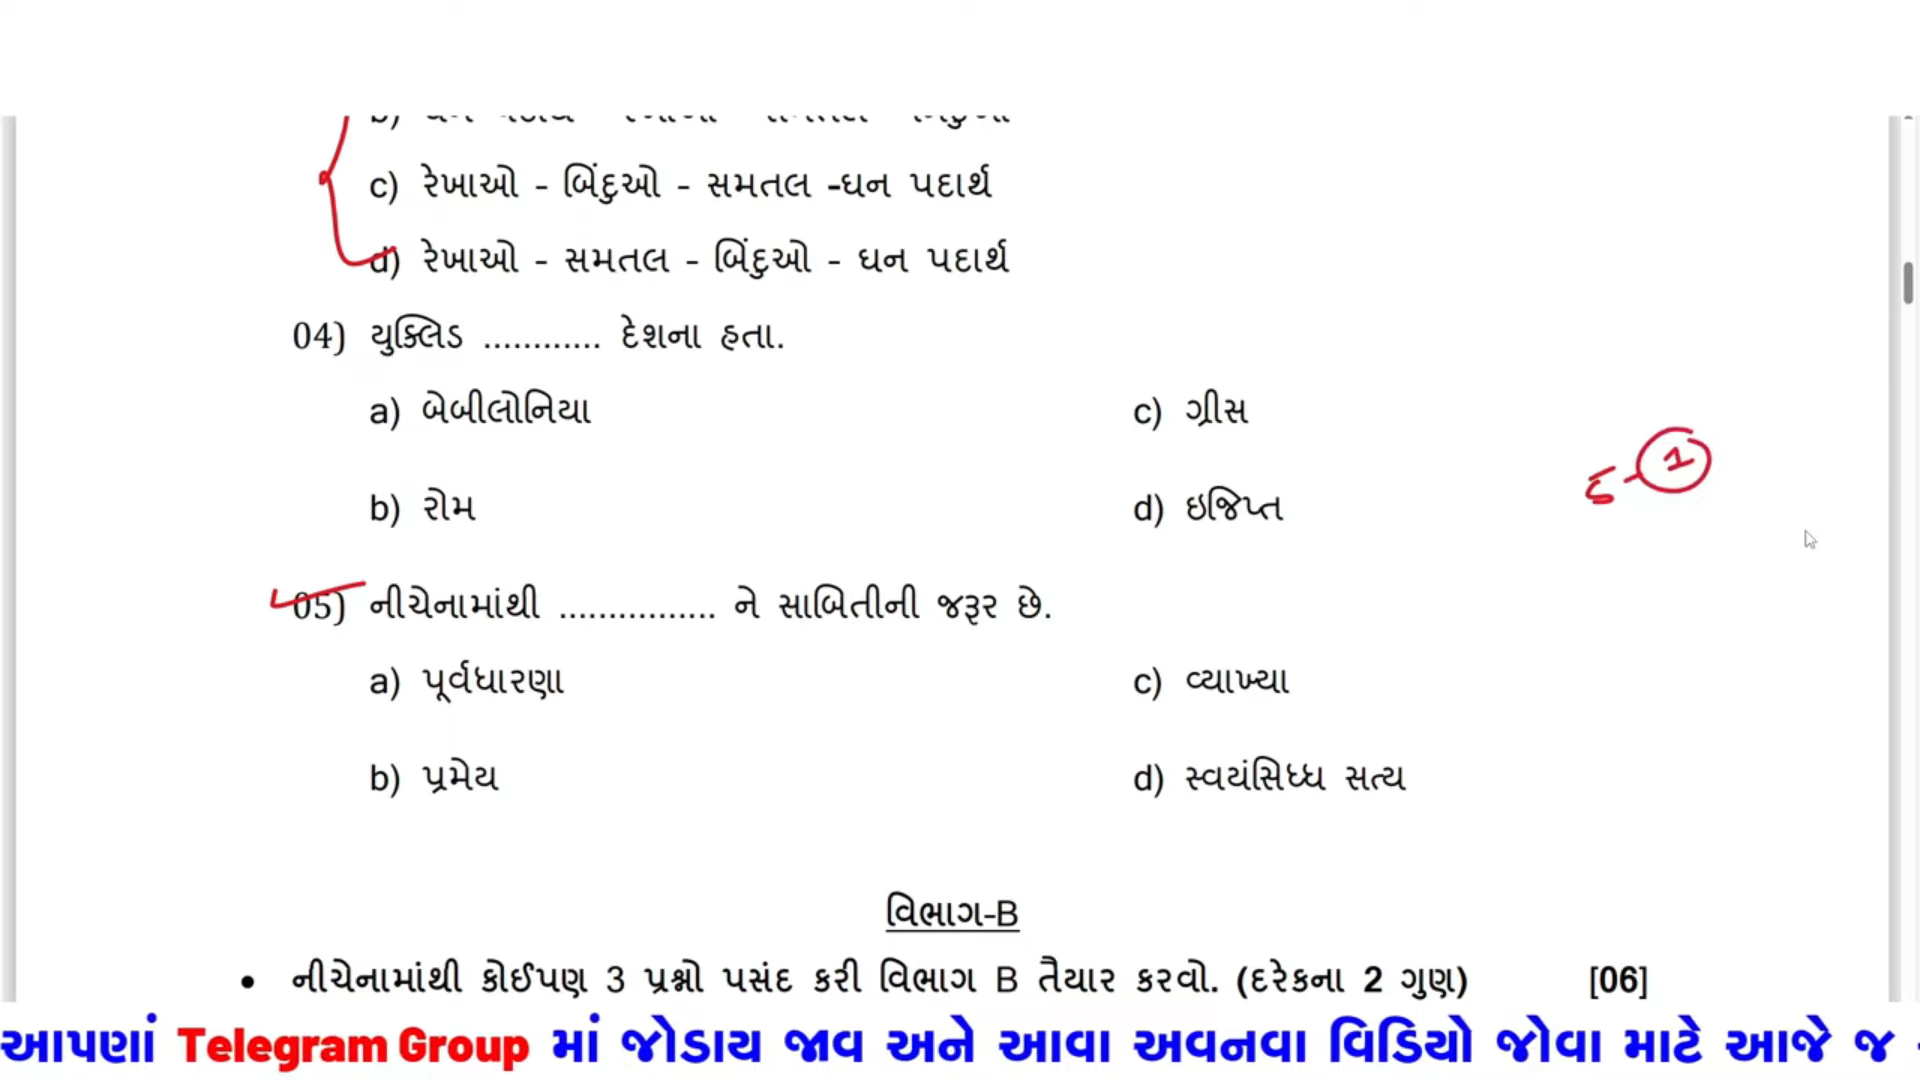 c) રેખાઓ - બિંદુઓ - સમતલ -ઘન પદાર્થ
d) રેખાઓ - સમતલ - બિંદુઓ - ઘન પદાર્થ
04) યુક્લિડ ............ દેશના હતા.
a) બેબીલોનિયા c) ગ્રીસ
1
b) રોમ d) ઇજિપ્ત
05) નીચેનામાંથી ................ ને સાબિતીની જરૂર છે.
a) પૂર્વધારણા c) વ્યાખ્યા
b) પ્રમેય d) સ્વયંસિધ્ધ સત્ય
વિભાગ-B
• નીચેનામાંથી કોઈપણ 3 પ્રશ્નો પસંદ કરી વિભાગ B તૈયાર કરવો. (દરેકના 2 ગુણ) [06]
આપણાં Telegram Group માં જોડાય જાવ અને આવા અવનવા વિડિયો જોવા માટે આજે જ